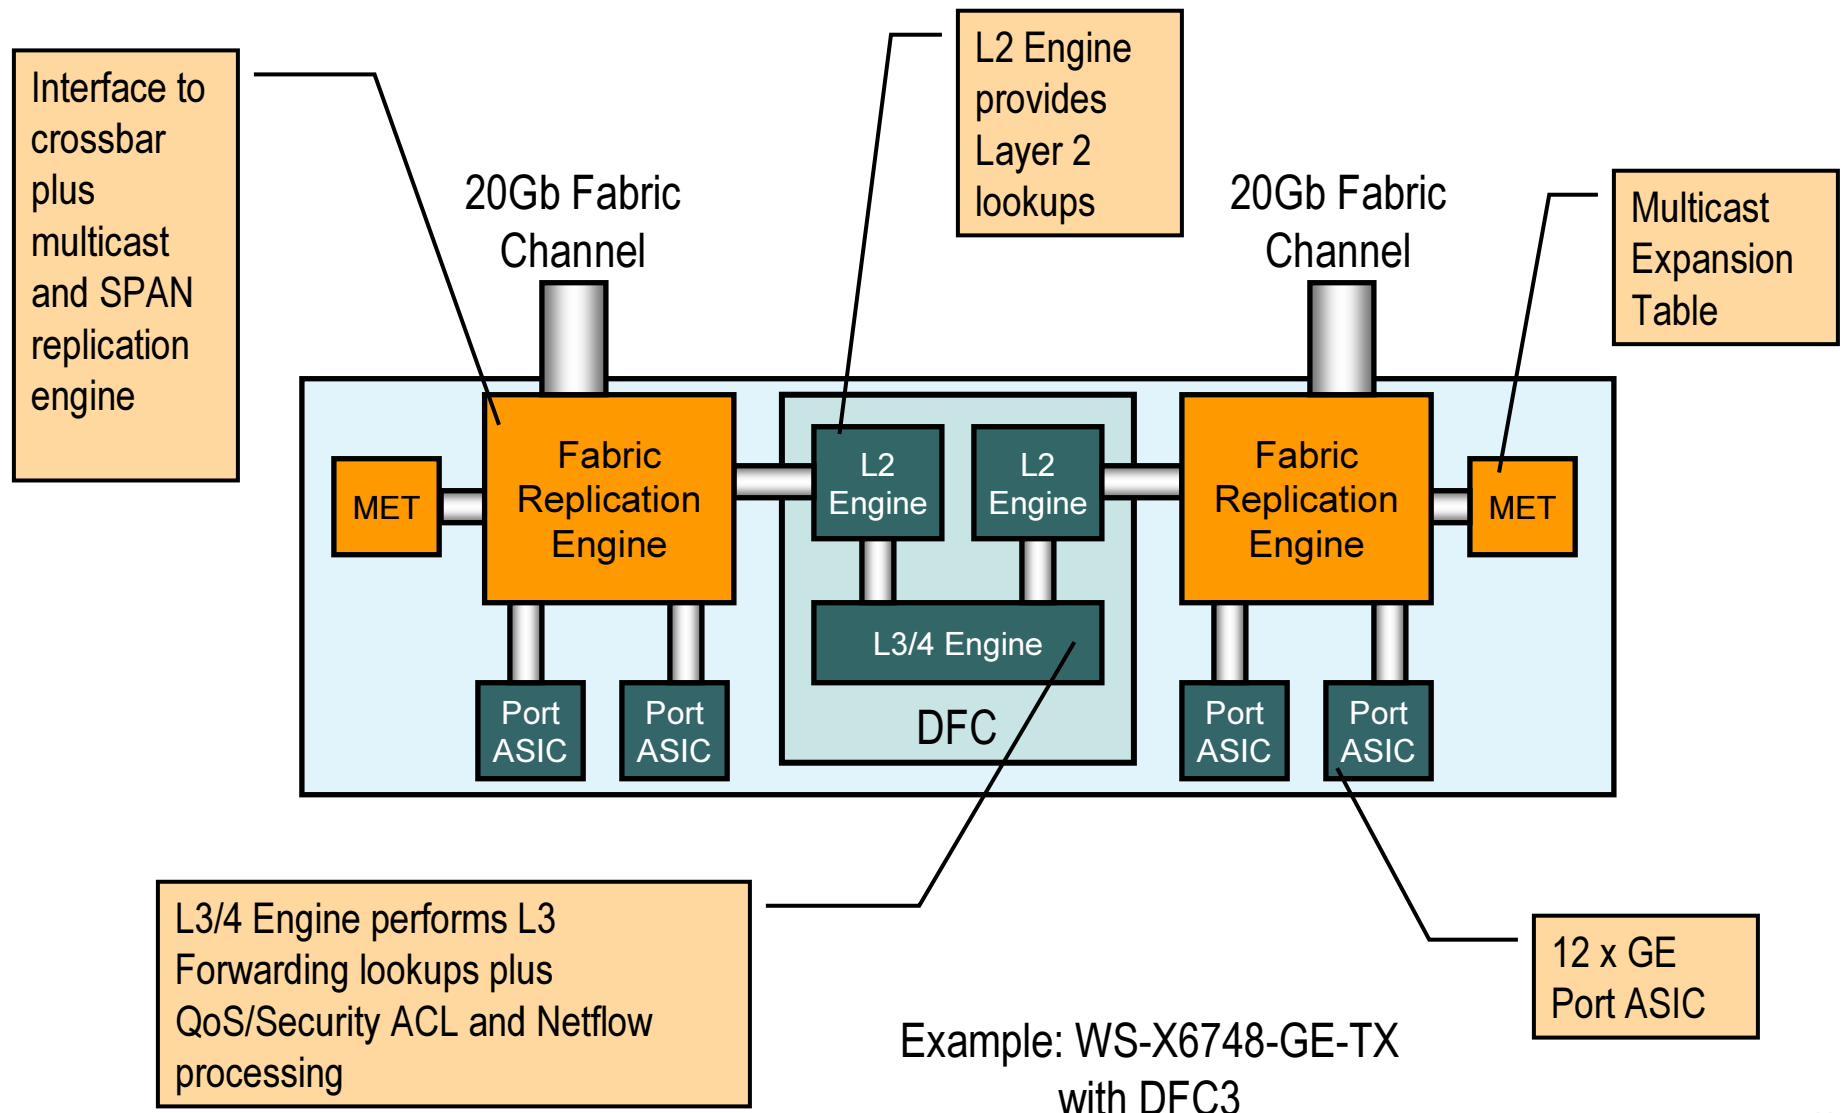 Interface to
crossbar
plus
multicast
and SPAN
replication
engine
L2 Engine
provides
Layer 2
lookups
20Gb Fabric
Channel
20Gb Fabric
Channel
Multicast
Expansion
Table
MET
Fabric
Replication
Engine
L2
Engine
L2
Engine
Fabric
Replication
Engine
MET
L3/4 Engine
Port
ASIC
Port
ASIC
DFC
Port
ASIC
Port
ASIC
L3/4 Engine performs L3
Forwarding lookups plus
QoS/Security ACL and Netflow
processing
12 x GE
Port ASIC
Example: WS-X6748-GE-TX
with DFC3